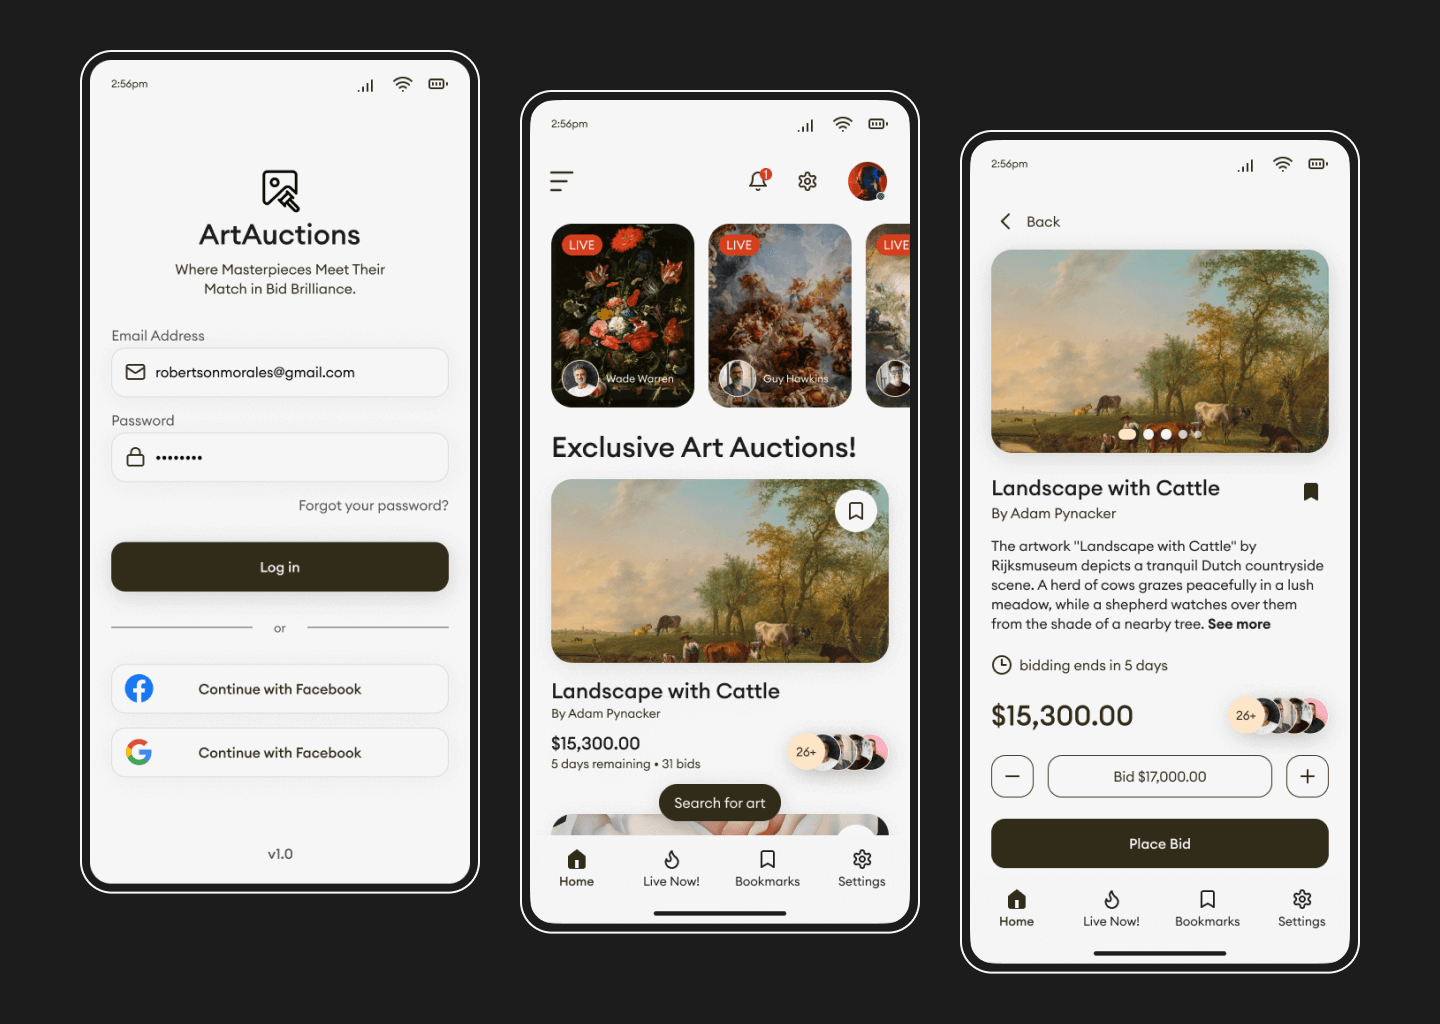 2:56pm
ArtAuctions
Where Masterpieces Meet Their
Match in Bid Brilliance.
Email Address
robertsonmorales@gmail.com
Password
••••••••
Forgot your password?
Log in
or
Continue with Facebook
Continue with Facebook
v1.0
2:56pm
1
LIVE
LIVE
LIVE
Wade Warren
Guy Hawkins
Exclusive Art Auctions!
Landscape with Cattle
By Adam Pynacker
$15,300.00
26+
5 days remaining • 31 bids
Search for art
Home
Live Now!
Bookmarks
Settings
2:56pm
Back
Landscape with Cattle
By Adam Pynacker
The artwork "Landscape with Cattle" by
Rijksmuseum depicts a tranquil Dutch countryside
scene. A herd of cows grazes peacefully in a lush
meadow, while a shepherd watches over them
from the shade of a nearby tree. See more
bidding ends in 5 days
$15,300.00
26+
Bid $17,000.00
Place Bid
Home
Live Now!
Bookmarks
Settings